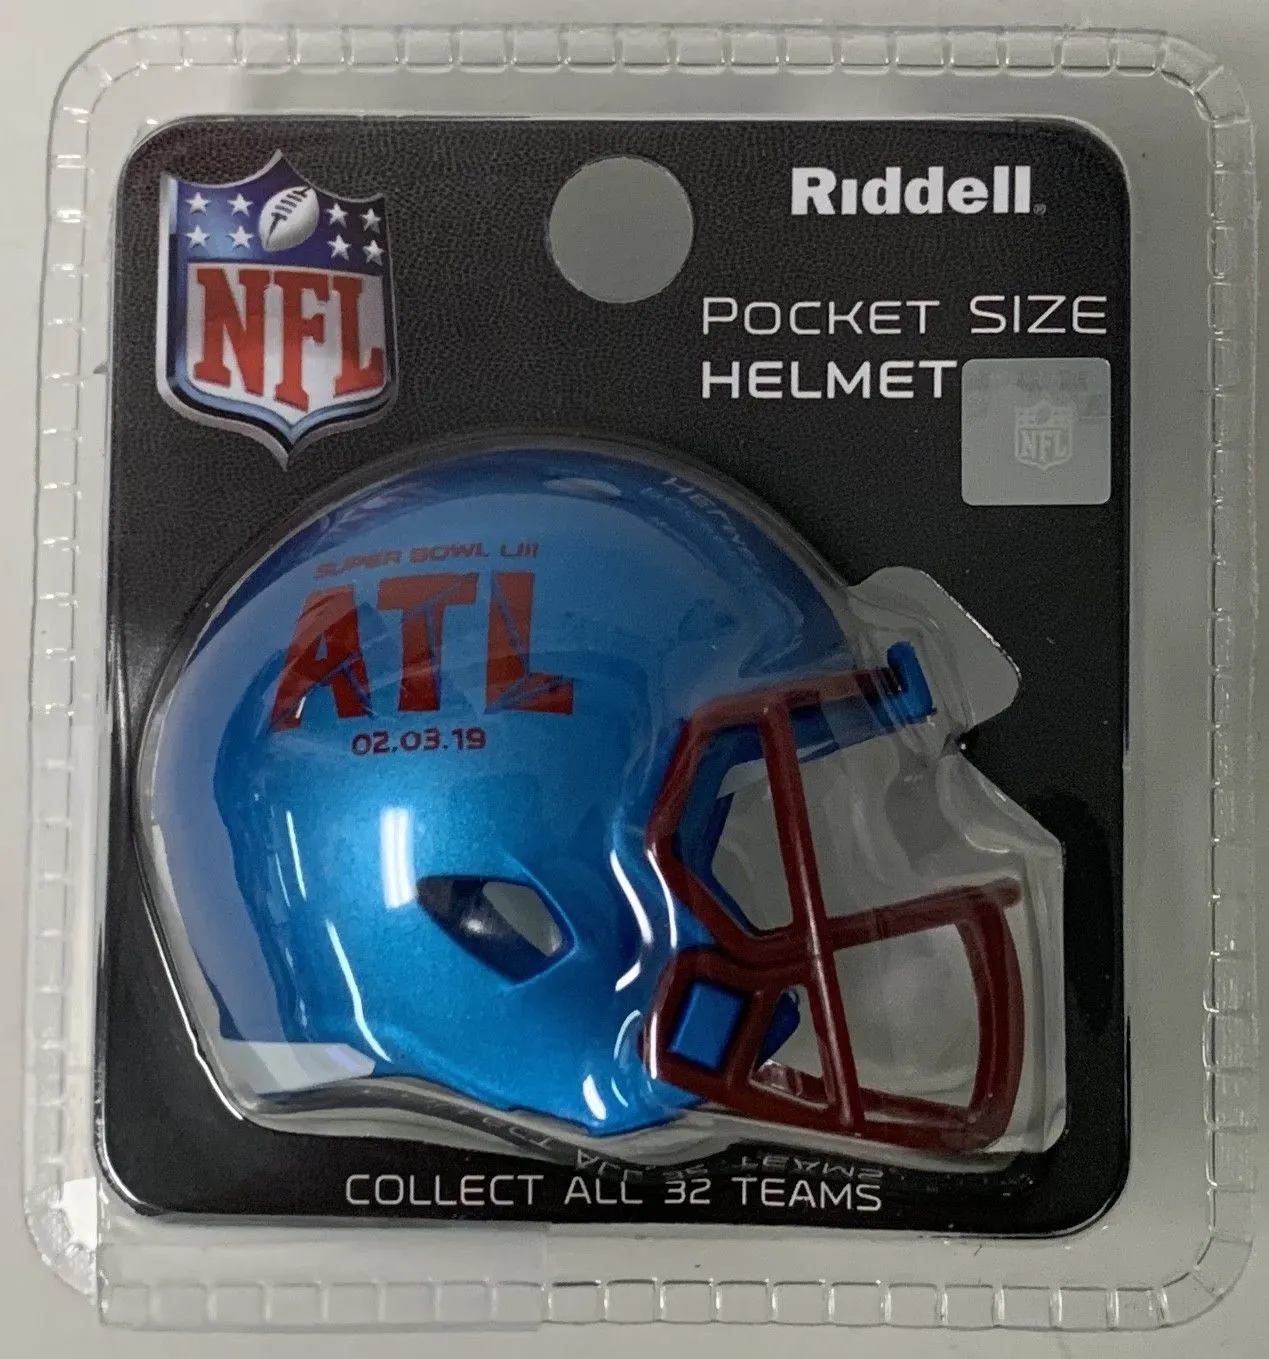 NFL
Riddell®
POCKET SIZE
HELMET
NFL
SUPER BOWL LIII
ATL
02.03.19
COLLECT ALL 32 TEAMS